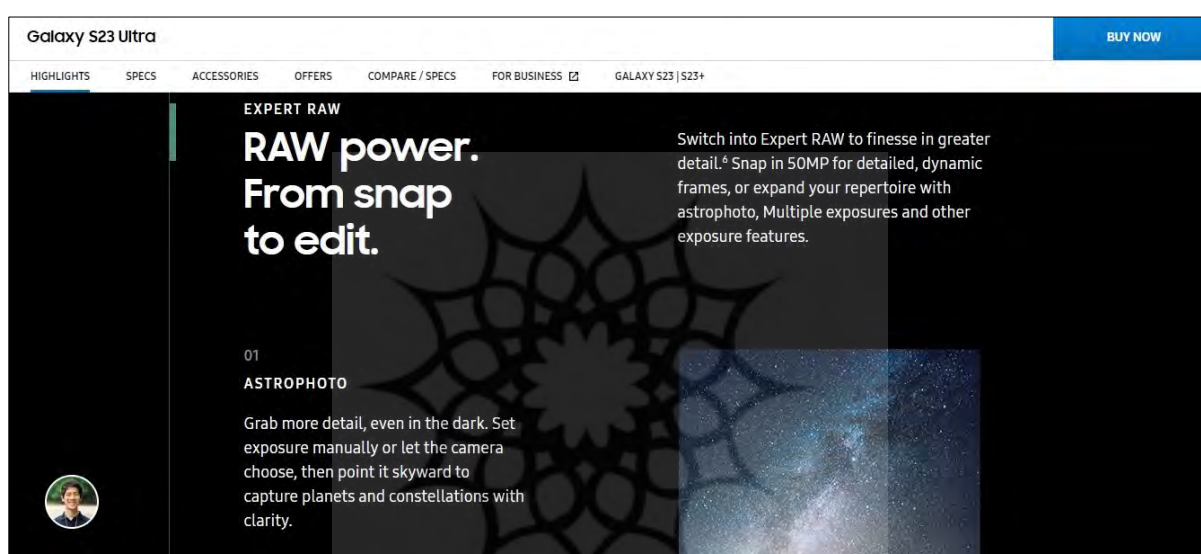 Galaxy S23 Ultra
BUY NOW
HIGHLIGHTS SPECS ACCESSORIES OFFERS COMPARE / SPECS FOR BUSINESS GALAXY S23 | S23+
EXPERT RAW
RAW power.
From snap
to edit.
Switch into Expert RAW to finesse in greater
detail.⁶ Snap in 50MP for detailed, dynamic
frames, or expand your repertoire with
astrophoto, Multiple exposures and other
exposure features.
01
ASTROPHOTO
Grab more detail, even in the dark. Set
exposure manually or let the camera
choose, then point it skyward to
capture planets and constellations with
clarity.